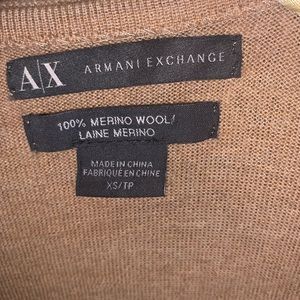 A|X ARMANI EXCHANGE
100% MERINO WOOL/
LAINE MERINO
MADE IN CHINA
FABRIQUÉ EN CHINE
XS/TP